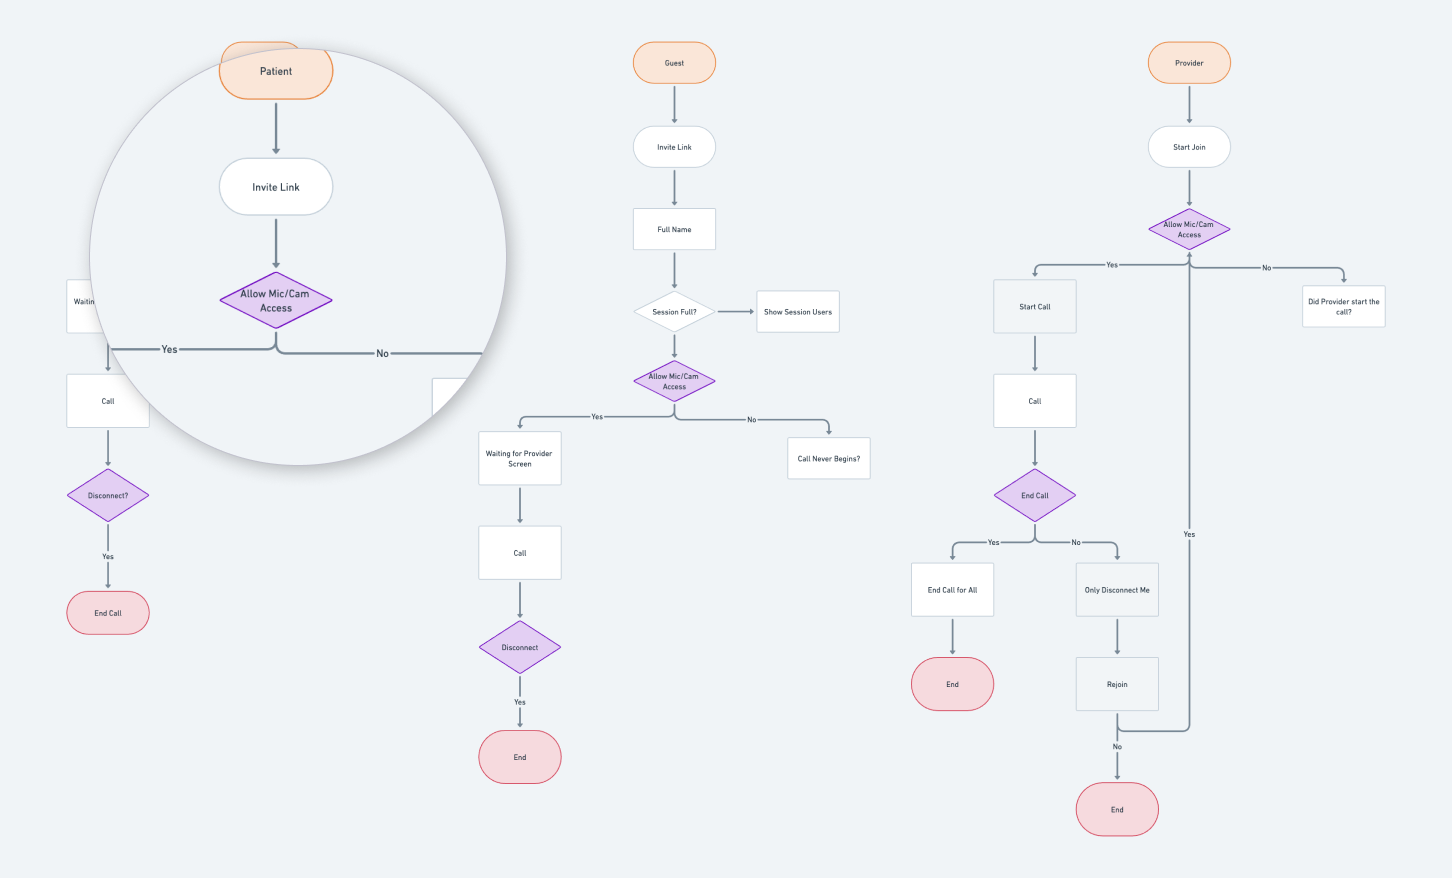 Patient
Invite Link
Allow Mic/Cam
Access
Yes
No
Call
Disconnect?
Yes
End Call
Guest
Invite Link
Full Name
Session Full?
Show Session Users
Allow Mic/Cam
Access
Yes
No
Waiting for Provider
Screen
Call Never Begins?
Call
Disconnect
Yes
End
Provider
Start Join
Allow Mic/Cam
Access
Yes
No
Start Call
Did Provider start the
call?
Call
End Call
Yes
No
Yes
End Call for All
Only Disconnect Me
End
Rejoin
No
End